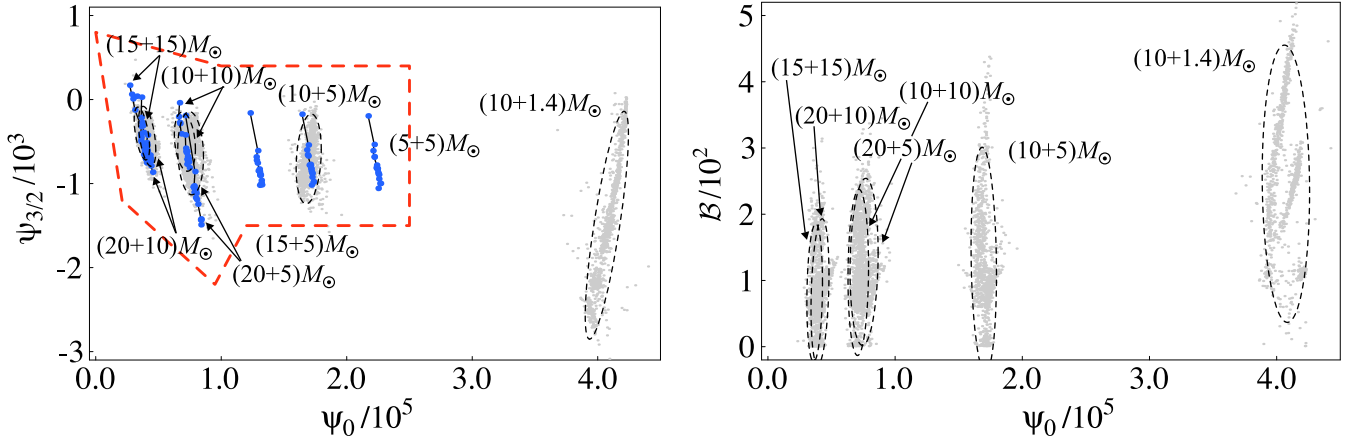 1
0
-1
-2
-3
ψ3/2 /10³
0.0 1.0 2.0 3.0 4.0
ψ0 /10⁵
(15+15)M⊙
(10+10)M⊙
(10+5)M⊙
(10+1.4)M⊙
(5+5)M⊙
(20+10)M⊙
(15+5)M⊙
(20+5)M⊙
5
4
3
2
1
0
ℬ/10²
0.0 1.0 2.0 3.0 4.0
ψ0 /10⁵
(10+1.4)M⊙
(15+15)M⊙
(10+10)M⊙
(20+10)M⊙
(20+5)M⊙
(10+5)M⊙